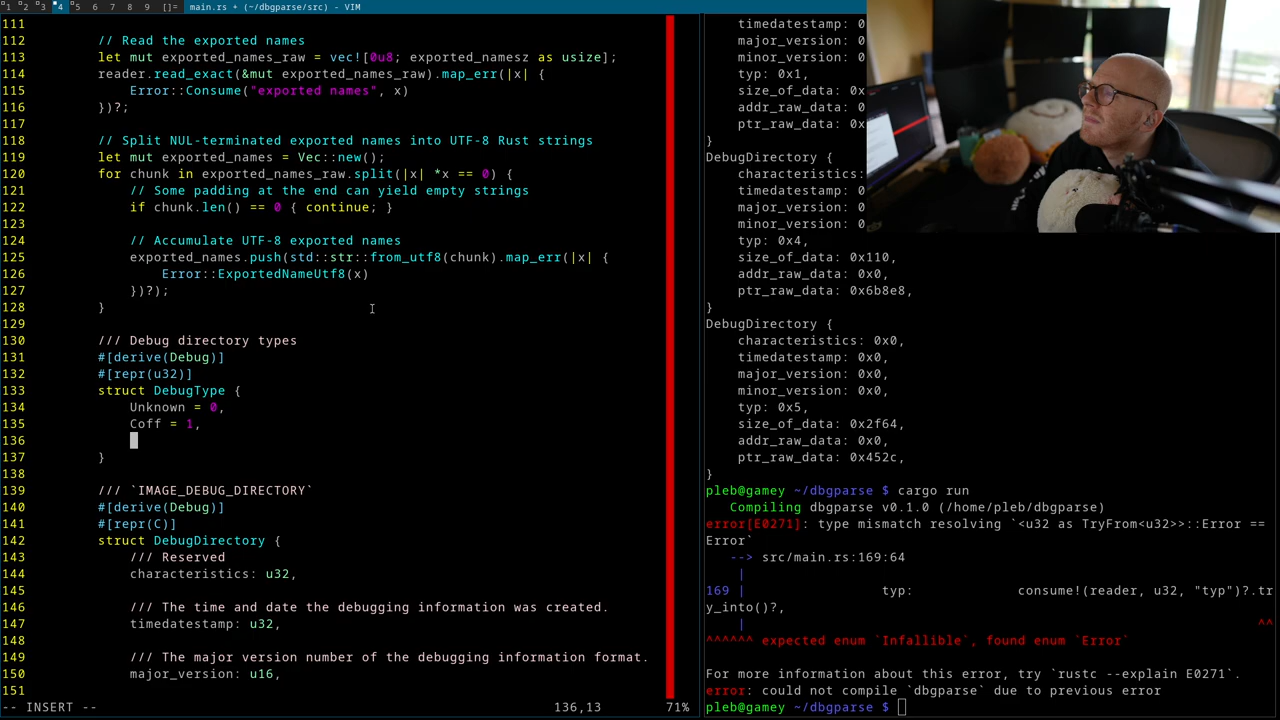 1 2 3 4 5 6 7 8 9 []= main.rs * (~/dbgparse/src) - VIM
111
112 // Read the exported names
113 let mut exported_names_raw = vec![0u8; exported_namesz as usize];
114 reader.read_exact(&mut exported_names_raw).map_err(|x| {
115 Error::Consume("exported names", x)
116 })?;
117
118 // Split NUL-terminated exported names into UTF-8 Rust strings
119 let mut exported_names = Vec::new();
120 for chunk in exported_names_raw.split(|x| *x == 0) {
121 // Some padding at the end can yield empty strings
122 if chunk.len() == 0 { continue; }
123
124 // Accumulate UTF-8 exported names
125 exported_names.push(std::str::from_utf8(chunk).map_err(|x| {
126 Error::ExportedNameUtf8(x)
127 })?);
128 }
129
130 /// Debug directory types
131 #[derive(Debug)]
132 #[repr(u32)]
133 struct DebugType {
134 Unknown = 0,
135 Coff = 1,
136
137 }
138
139 /// `IMAGE_DEBUG_DIRECTORY`
140 #[derive(Debug)]
141 #[repr(C)]
142 struct DebugDirectory {
143 /// Reserved
144 characteristics: u32,
145
146 /// The time and date the debugging information was created.
147 timedatestamp: u32,
148
149 /// The major version number of the debugging information format.
150 major_version: u16,
151
-- INSERT -- 136,13 71%
timedatestamp: 0
major_version: 0
minor_version: 0
typ: 0x1,
size_of_data: 0x
addr_raw_data: 0
ptr_raw_data: 0x
}
DebugDirectory {
characteristics:
timedatestamp: 0
major_version: 0
minor_version: 0
typ: 0x4,
size_of_data: 0x110,
addr_raw_data: 0x0,
ptr_raw_data: 0x6b8e8,
}
DebugDirectory {
characteristics: 0x0,
timedatestamp: 0x0,
major_version: 0x0,
minor_version: 0x0,
typ: 0x5,
size_of_data: 0x2f64,
addr_raw_data: 0x0,
ptr_raw_data: 0x452c,
}
pleb@gamey ~/dbgparse $ cargo run
Compiling dbgparse v0.1.0 (/home/pleb/dbgparse)
error[E0271]: type mismatch resolving `<u32 as TryFrom<u32>>::Error ==
Error`
--> src/main.rs:169:64
|
169 | typ: consume!(reader, u32, "typ")?.tr
y_into()?,
| ^^
^^^^^^ expected enum `Infallible`, found enum `Error`

For more information about this error, try `rustc --explain E0271`.
error: could not compile `dbgparse` due to previous error
pleb@gamey ~/dbgparse $